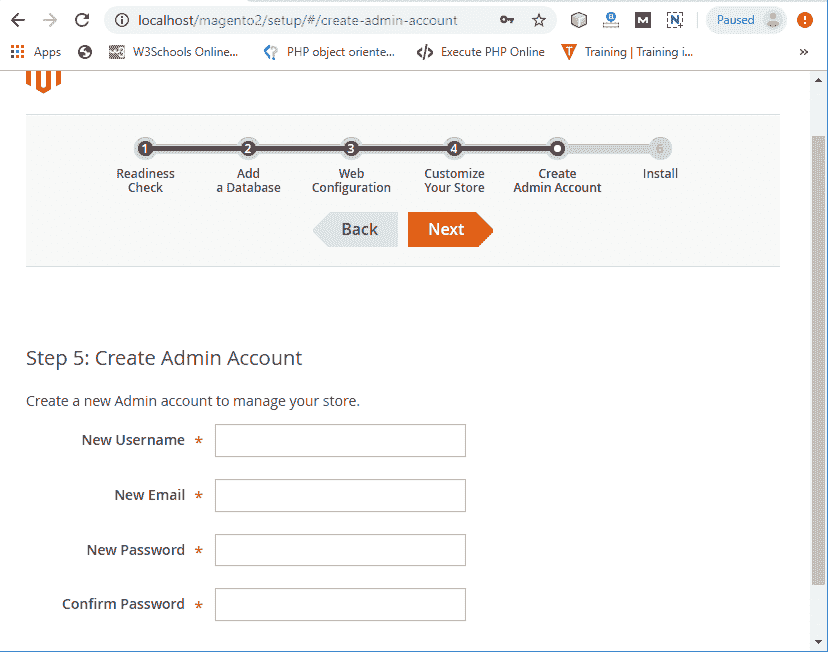 localhost/magento2/setup/#/create-admin-account
Paused
Apps
W3Schools Online...
PHP object oriente...
Execute PHP Online
Training | Training i...
»
1 2 3 4 6
Readiness Check
Add a Database
Web Configuration
Customize Your Store
Create Admin Account
Install
Back
Next
Step 5: Create Admin Account
Create a new Admin account to manage your store.
New Username *
New Email *
New Password *
Confirm Password *